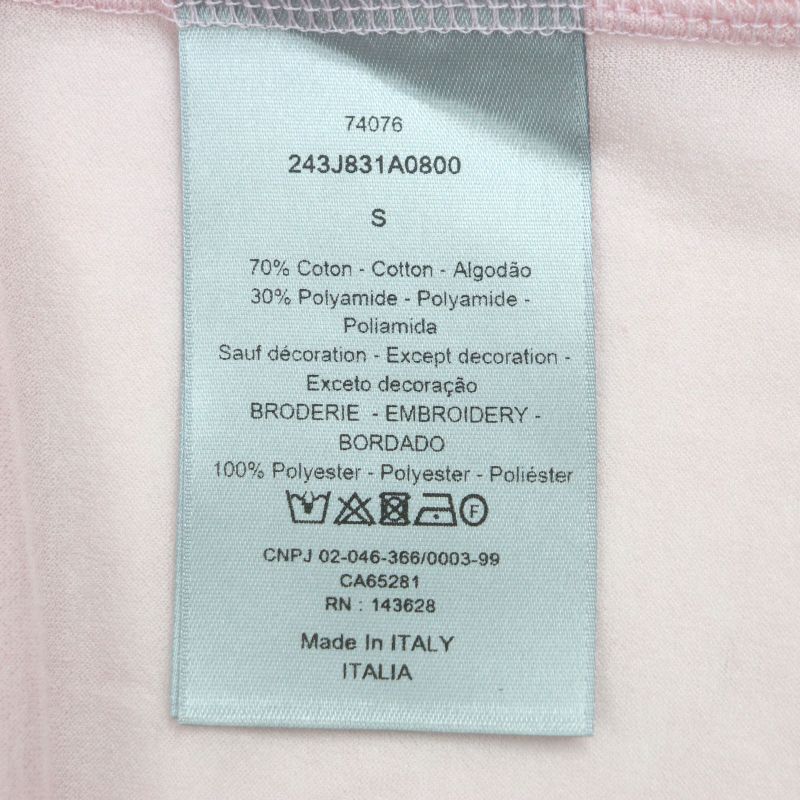 74076
243J831A0800
S
70% Coton - Cotton - Algodão
30% Polyamide - Polyamide -
Poliamida
Sauf décoration - Except decoration -
Exceto decoração
BRODERIE - EMBROIDERY -
BORDADO
100% Polyester - Polyester - Poliéster
F
CNPJ 02-046-366/0003-99
CA65281
RN : 143628
Made In ITALY
ITALIA